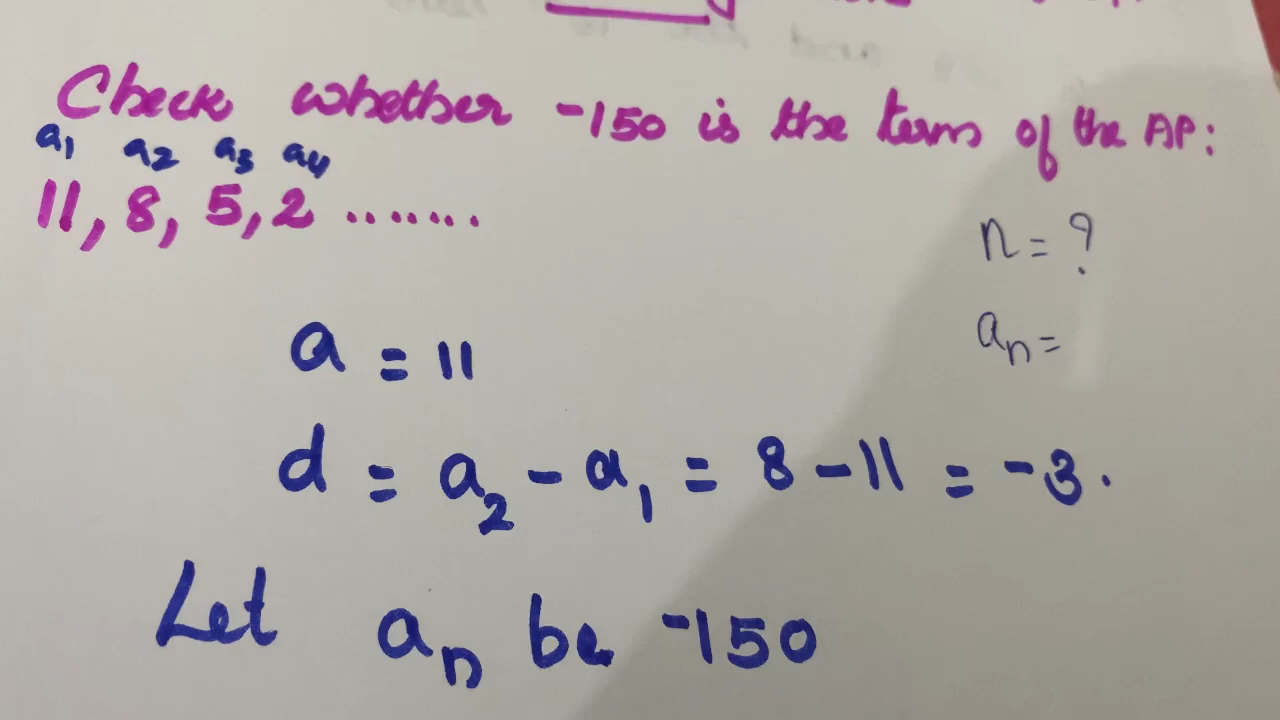 Check whether -150 is the term of the AP:
a1 a2 a3 a4
11, 8, 5, 2 .......
n = ?
an =
a = 11
d = a2 - a1 = 8 - 11 = -3.
Let an be -150